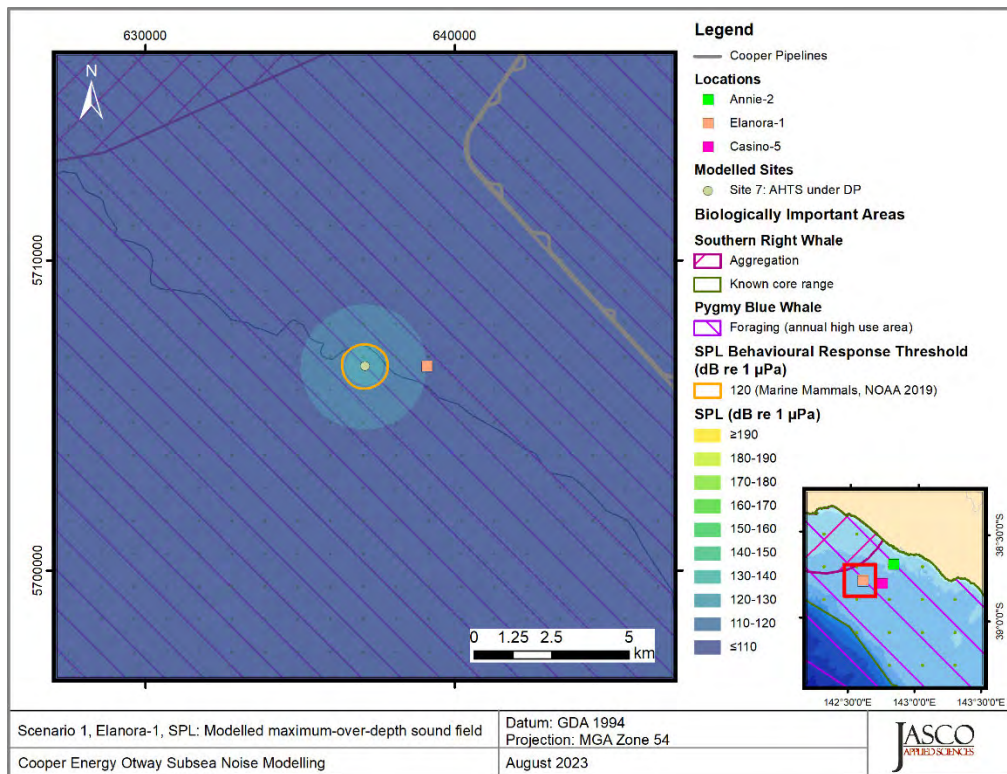 630000
640000
N
5710000
5700000
0 1.25 2.5 5
km
Legend
Cooper Pipelines
Locations
Annie-2
Elanora-1
Casino-5
Modelled Sites
Site 7: AHTS under DP
Biologically Important Areas
Southern Right Whale
Aggregation
Known core range
Pygmy Blue Whale
Foraging (annual high use area)
SPL Behavioural Response Threshold
(dB re 1 µPa)
120 (Marine Mammals, NOAA 2019)
SPL (dB re 1 µPa)
≥190
180-190
170-180
160-170
150-160
140-150
130-140
120-130
110-120
≤110
38°30'S
39°0'S
142°30'0"E 143°0'0"E 143°30'0"E
Scenario 1, Elanora-1, SPL: Modelled maximum-over-depth sound field
Datum: GDA 1994
Projection: MGA Zone 54
Cooper Energy Otway Subsea Noise Modelling
August 2023
JASCO
APPLIED SCIENCES